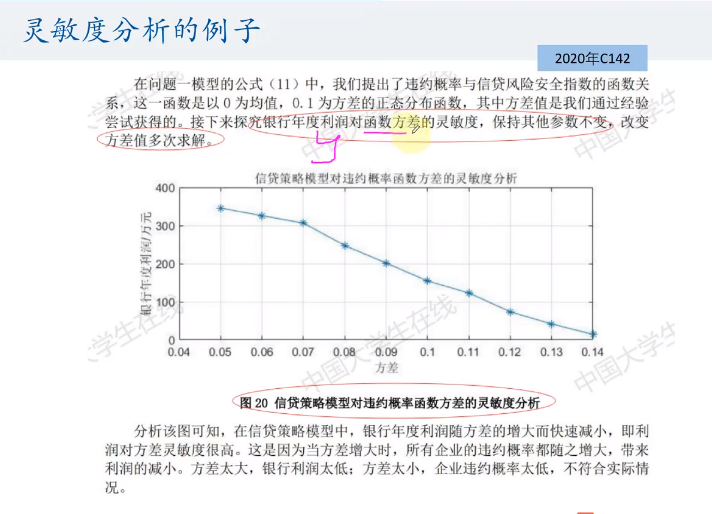 灵敏度分析的例子
2020年C142
在问题一模型的公式（11）中，我们提出了违约概率与信贷风险安全指数的函数关
系，这一函数是以 0 为均值，0.1 为方差的正态分布函数，其中方差值是我们通过经验
尝试获得的。接下来探究银行年度利润对函数方差的灵敏度，保持其他参数不变，改变
方差值多次求解。
y
信贷策略模型对违约概率函数方差的灵敏度分析
银行年度利润/万元
400
300
200
100
0
0.04 0.05 0.06 0.07 0.08 0.09 0.1 0.11 0.12 0.13 0.14
方差
图 20 信贷策略模型对违约概率函数方差的灵敏度分析
分析该图可知，在信贷策略模型中，银行年度利润随方差的增大而快速减小，即利
润对方差灵敏度很高。这是因为当方差增大时，所有企业的违约概率都随之增大，带来
利润的减小。方差太大，银行利润太低；方差太小，企业违约概率太低，不符合实际情
况。
中国大学生在线